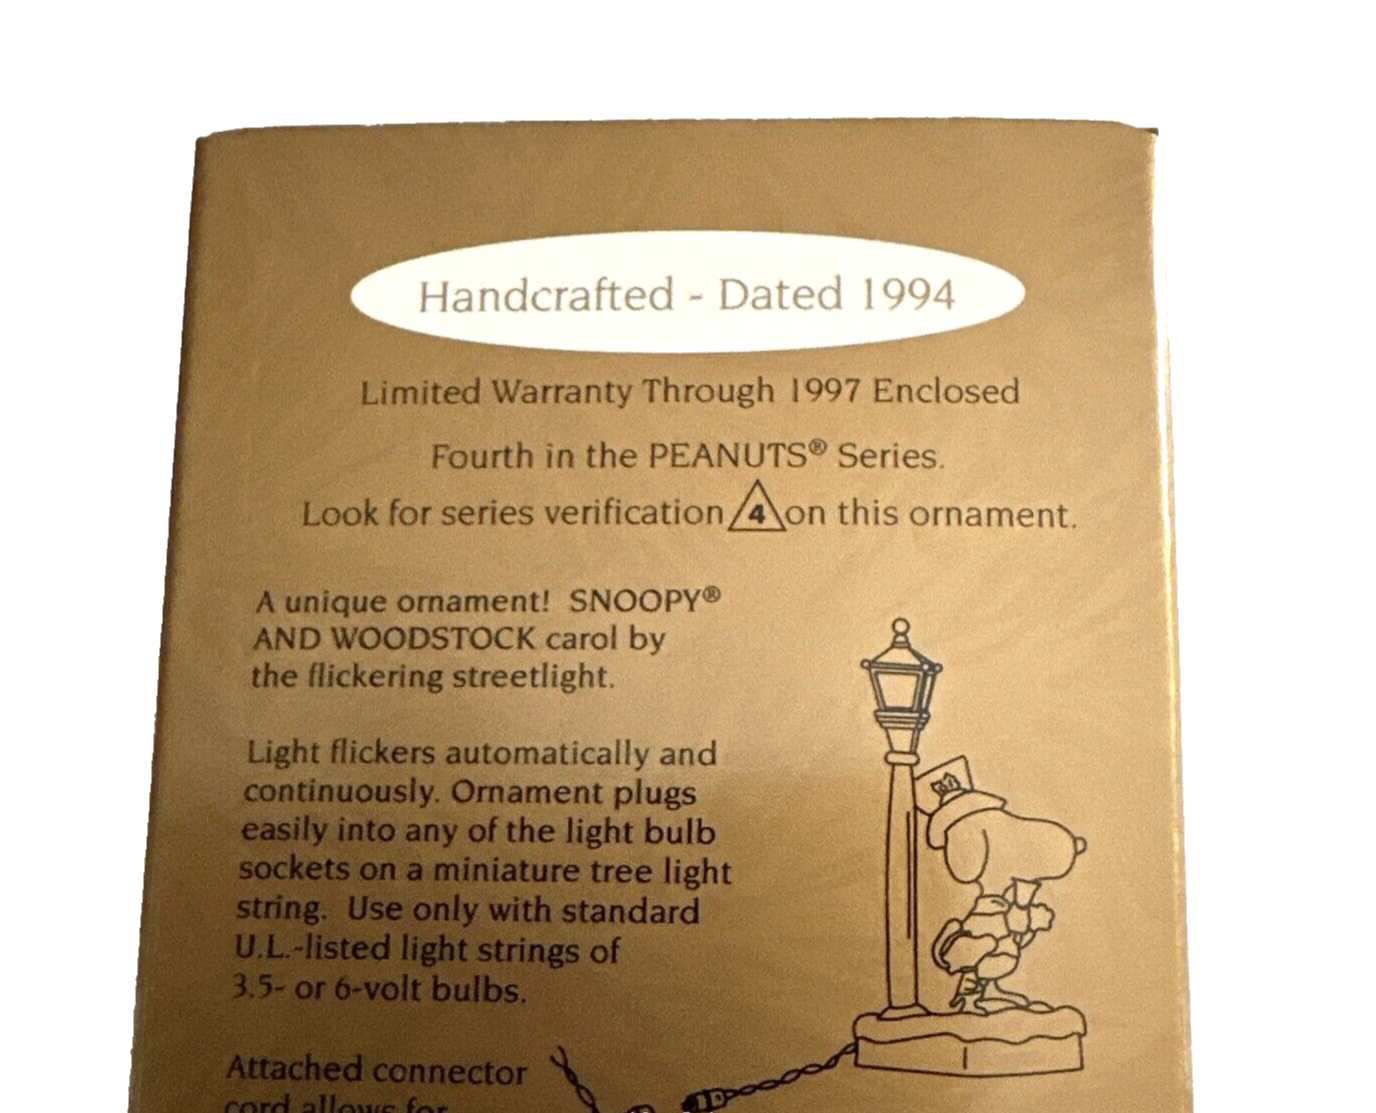 Handcrafted - Dated 1994
Limited Warranty Through 1997 Enclosed
Fourth in the PEANUTS® Series.
Look for series verification 4 on this ornament.
A unique ornament! SNOOPY®
AND WOODSTOCK carol by
the flickering streetlight.
Light flickers automatically and
continuously. Ornament plugs
easily into any of the light bulb
sockets on a miniature tree light
string. Use only with standard
U.L.-listed light strings of
3.5- or 6-volt bulbs.
Attached connector
cord allows for